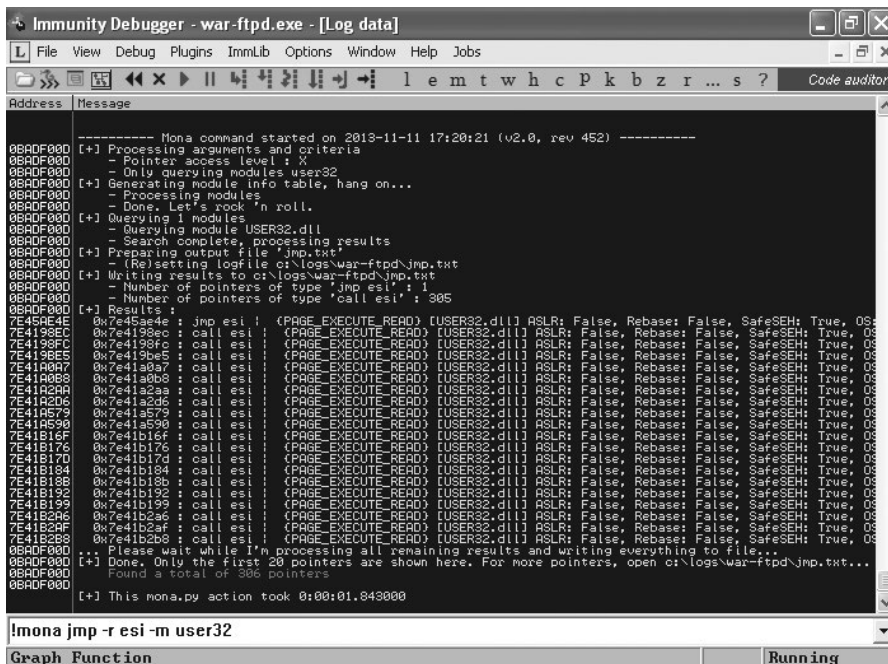 Immunity Debugger - war-ftpd.exe - [Log data]
L File View Debug Plugins ImmLib Options Window Help Jobs
l e m t w h c P k b z r ... s ? Code auditor
Address Message
---------- Mona command started on 2013-11-11 17:20:21 (v2.0, rev 452) ----------
0BADF00D [+] Processing arguments and criteria
0BADF00D - Pointer access level : X
0BADF00D - Only querying modules user32
0BADF00D [+] Generating module info table, hang on...
0BADF00D - Processing modules
0BADF00D - Done. Let's rock 'n roll.
0BADF00D [+] Querying 1 modules
0BADF00D - Querying module USER32.dll
0BADF00D - Search complete, processing results
0BADF00D [+] Preparing output file 'jmp.txt'
0BADF00D - (Re)setting logfile c:\logs\war-ftpd\jmp.txt
0BADF00D [+] Writing results to c:\logs\war-ftpd\jmp.txt
0BADF00D - Number of pointers of type 'jmp esi' : 1
0BADF00D - Number of pointers of type 'call esi' : 305
0BADF00D [+] Results :
7E45AE4E 0x7e45ae4e : jmp esi | {PAGE_EXECUTE_READ} [USER32.dll] ASLR: False, Rebase: False, SafeSEH: True, OS:
7E4198EC 0x7e4198ec : call esi | {PAGE_EXECUTE_READ} [USER32.dll] ASLR: False, Rebase: False, SafeSEH: True, OS
7E4198FC 0x7e4198fc : call esi | {PAGE_EXECUTE_READ} [USER32.dll] ASLR: False, Rebase: False, SafeSEH: True, OS
7E419BE5 0x7e419be5 : call esi | {PAGE_EXECUTE_READ} [USER32.dll] ASLR: False, Rebase: False, SafeSEH: True, OS
7E41A0A7 0x7e41a0a7 : call esi | {PAGE_EXECUTE_READ} [USER32.dll] ASLR: False, Rebase: False, SafeSEH: True, OS
7E41A0B8 0x7e41a0b8 : call esi | {PAGE_EXECUTE_READ} [USER32.dll] ASLR: False, Rebase: False, SafeSEH: True, OS
7E41A2AA 0x7e41a2aa : call esi | {PAGE_EXECUTE_READ} [USER32.dll] ASLR: False, Rebase: False, SafeSEH: True, OS
7E41A2D6 0x7e41a2d6 : call esi | {PAGE_EXECUTE_READ} [USER32.dll] ASLR: False, Rebase: False, SafeSEH: True, OS
7E41A579 0x7e41a579 : call esi | {PAGE_EXECUTE_READ} [USER32.dll] ASLR: False, Rebase: False, SafeSEH: True, OS
7E41A590 0x7e41a590 : call esi | {PAGE_EXECUTE_READ} [USER32.dll] ASLR: False, Rebase: False, SafeSEH: True, OS
7E41B16F 0x7e41b16f : call esi | {PAGE_EXECUTE_READ} [USER32.dll] ASLR: False, Rebase: False, SafeSEH: True, OS
7E41B176 0x7e41b176 : call esi | {PAGE_EXECUTE_READ} [USER32.dll] ASLR: False, Rebase: False, SafeSEH: True, OS
7E41B17D 0x7e41b17d : call esi | {PAGE_EXECUTE_READ} [USER32.dll] ASLR: False, Rebase: False, SafeSEH: True, OS
7E41B184 0x7e41b184 : call esi | {PAGE_EXECUTE_READ} [USER32.dll] ASLR: False, Rebase: False, SafeSEH: True, OS
7E41B18B 0x7e41b18b : call esi | {PAGE_EXECUTE_READ} [USER32.dll] ASLR: False, Rebase: False, SafeSEH: True, OS
7E41B192 0x7e41b192 : call esi | {PAGE_EXECUTE_READ} [USER32.dll] ASLR: False, Rebase: False, SafeSEH: True, OS
7E41B199 0x7e41b199 : call esi | {PAGE_EXECUTE_READ} [USER32.dll] ASLR: False, Rebase: False, SafeSEH: True, OS
7E41B2A6 0x7e41b2a6 : call esi | {PAGE_EXECUTE_READ} [USER32.dll] ASLR: False, Rebase: False, SafeSEH: True, OS
7E41B2AF 0x7e41b2af : call esi | {PAGE_EXECUTE_READ} [USER32.dll] ASLR: False, Rebase: False, SafeSEH: True, OS
7E41B2B8 0x7e41b2b8 : call esi | {PAGE_EXECUTE_READ} [USER32.dll] ASLR: False, Rebase: False, SafeSEH: True, OS
0BADF00D ... Please wait while I'm processing all remaining results and writing everything to file...
0BADF00D [+] Done. Only the first 20 pointers are shown here. For more pointers, open c:\logs\war-ftpd\jmp.txt...
0BADF00D Found a total of 306 pointers
0BADF00D
[+] This mona.py action took 0:00:01.843000
!mona jmp -r esi -m user32
Graph Function Running